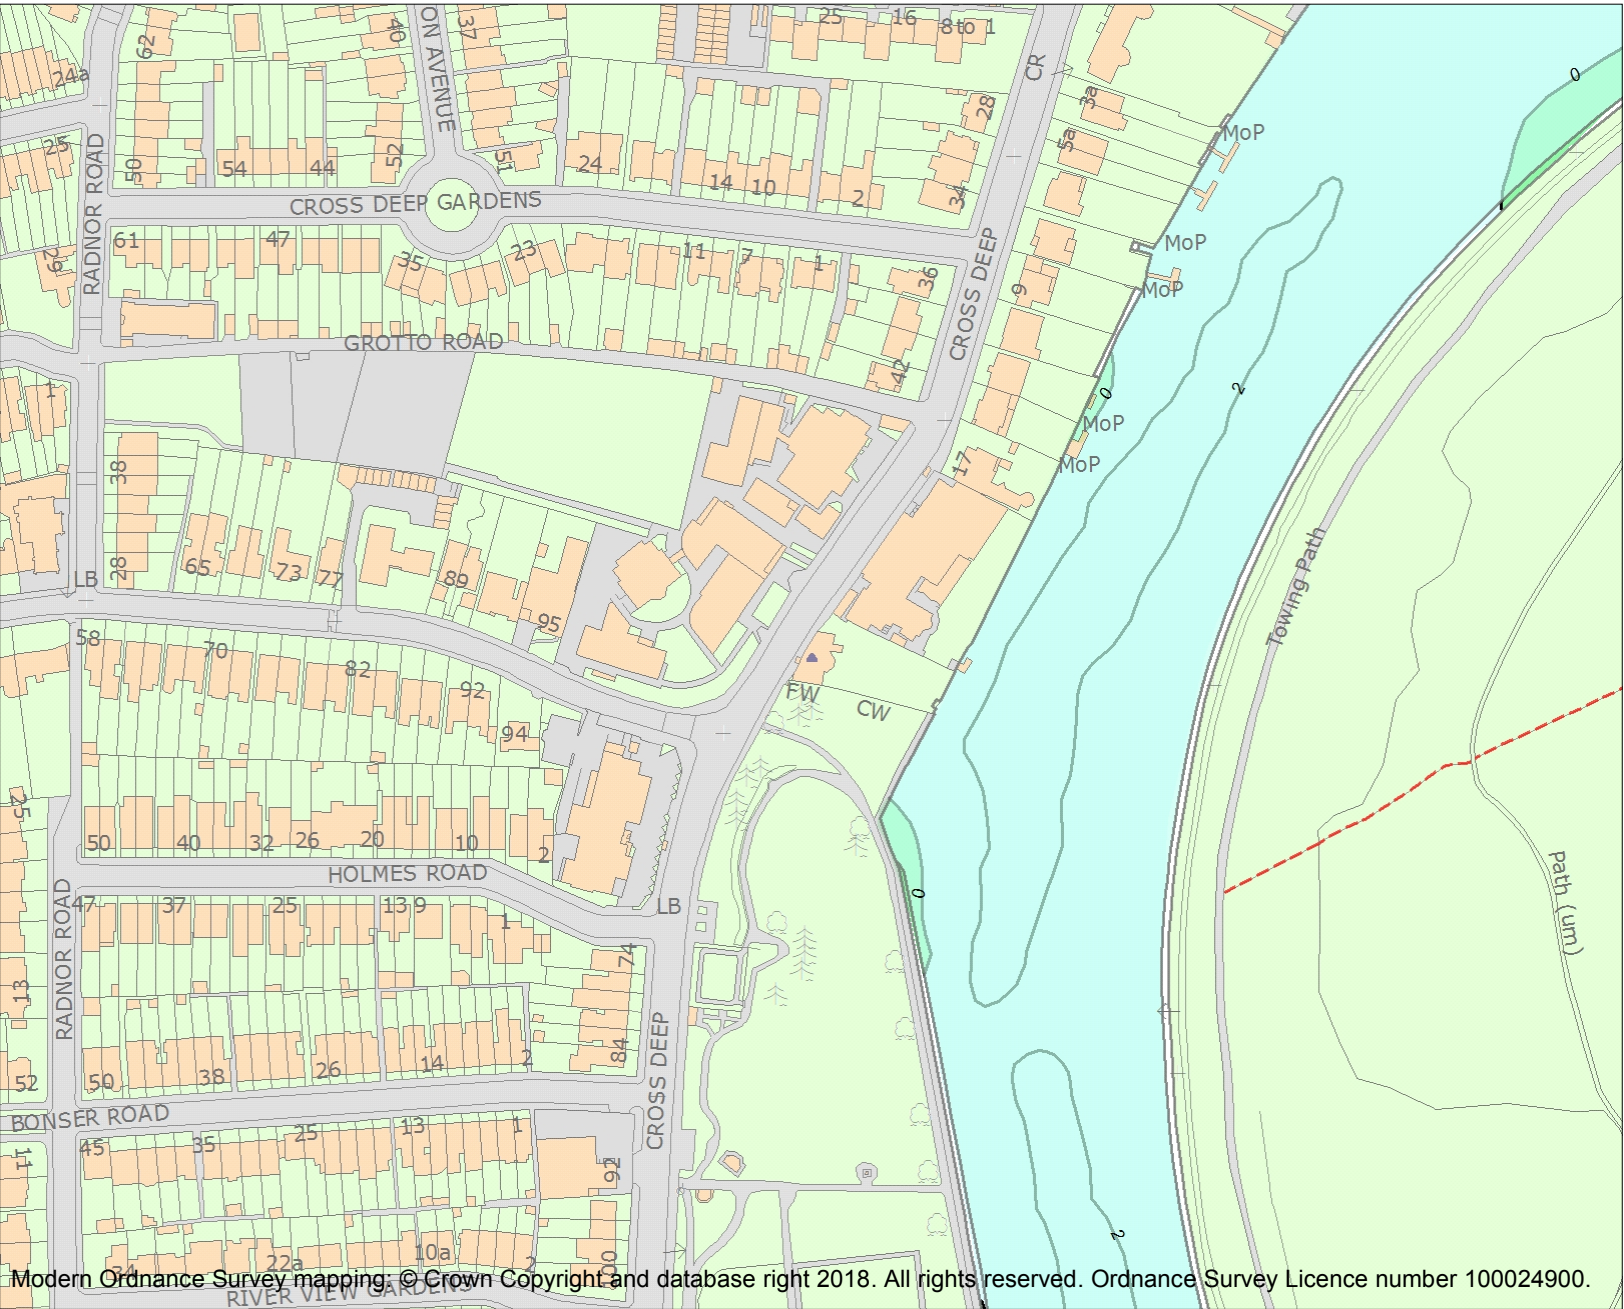 25 16 8 to 1
ON AVENUE
40
37
62
24a
CR
0
28
3a
MoP
5a
25
RADNOR ROAD
50
54
44
52
51
24
14 10
2
34
CROSS DEEP GARDENS
61
47
35
23
11
7
1
36
CROSS DEEP
9
MoP
MoP
29
GROTTO ROAD
42
2
0
MoP
MoP
1
38
17
Towing Path
28
65
73
77
89
95
LB
58
70
82
92
94
FW
CW
25
50
40
32
26
20
10
2
HOLMES ROAD
Path (um)
0
LB
47
37
25
13 9
1
74
RADNOR ROAD
13
52
50
38
26
14
2
84
CROSS DEEP
BONSER ROAD
11
45
35
25
13
1
92
2
34
22a
10a
2
100
Modern Ordnance Survey mapping: © Crown Copyright and database right 2018. All rights reserved. Ordnance Survey Licence number 100024900.
RIVER VIEW GARDENS